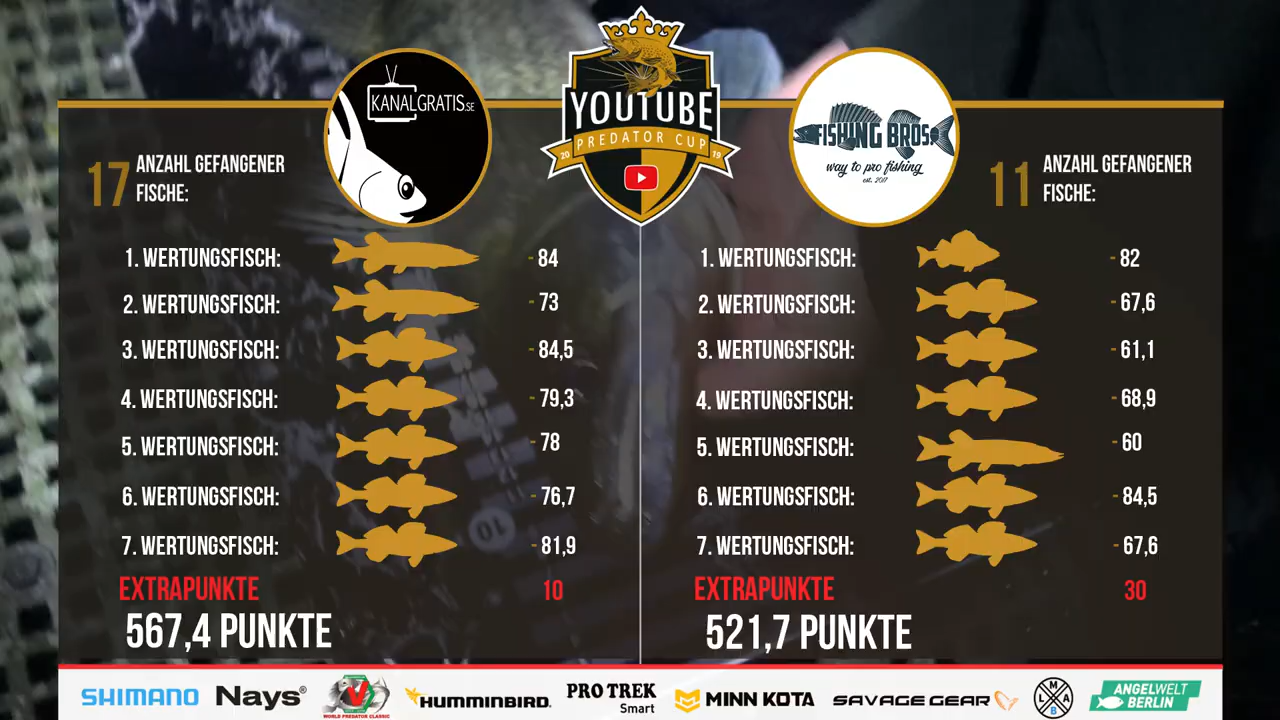 KANALGRATIS.SE
YOUTUBE
PREDATOR CUP
2019
FISHING BROS.
way to pro fishing
est. 2017
17 ANZAHL GEFANGENER
FISCHE:
11 ANZAHL GEFANGENER
FISCHE:
1. WERTUNGSFISCH: - 84
2. WERTUNGSFISCH: - 73
3. WERTUNGSFISCH: - 84,5
4. WERTUNGSFISCH: - 79,3
5. WERTUNGSFISCH: - 78
6. WERTUNGSFISCH: - 76,7
7. WERTUNGSFISCH: - 81,9
EXTRAPUNKTE 10
567,4 PUNKTE
1. WERTUNGSFISCH: - 82
2. WERTUNGSFISCH: - 67,6
3. WERTUNGSFISCH: - 61,1
4. WERTUNGSFISCH: - 68,9
5. WERTUNGSFISCH: - 60
6. WERTUNGSFISCH: - 84,5
7. WERTUNGSFISCH: - 67,6
EXTRAPUNKTE 30
521,7 PUNKTE
10
SHIMANO
Nays®
WORLD PREDATOR CLASSIC
HUMMINBIRD.
PRO TREK
Smart
MINN KOTA
SAVAGE GEAR
M A B
ANGELWELT
BERLIN